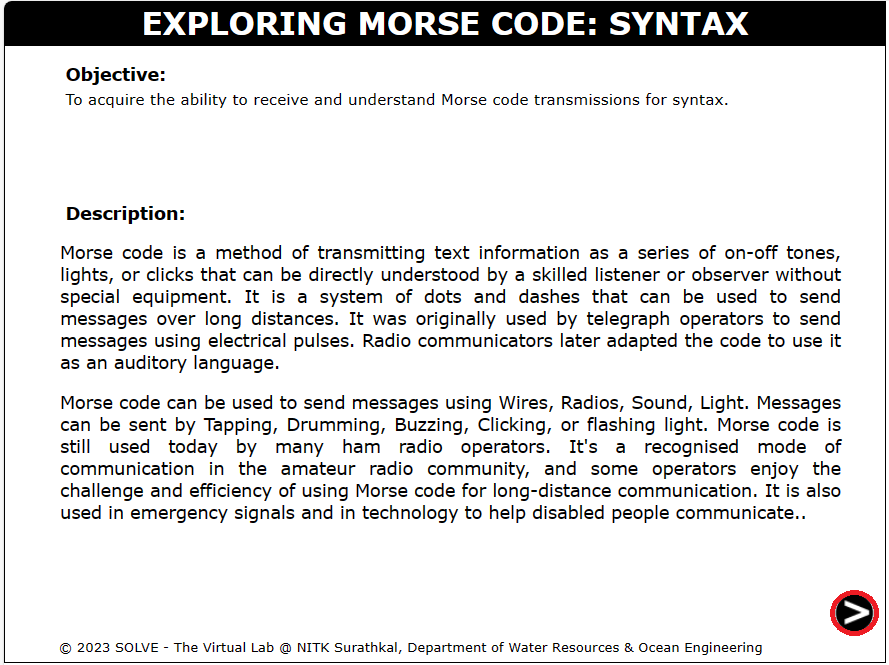 EXPLORING MORSE CODE: SYNTAX
Objective:
To acquire the ability to receive and understand Morse code transmissions for syntax.
Description:
Morse code is a method of transmitting text information as a series of on-off tones,
lights, or clicks that can be directly understood by a skilled listener or observer without
special equipment. It is a system of dots and dashes that can be used to send
messages over long distances. It was originally used by telegraph operators to send
messages using electrical pulses. Radio communicators later adapted the code to use it
as an auditory language.
Morse code can be used to send messages using Wires, Radios, Sound, Light. Messages
can be sent by Tapping, Drumming, Buzzing, Clicking, or flashing light. Morse code is
still used today by many ham radio operators. It's a recognised mode of
communication in the amateur radio community, and some operators enjoy the
challenge and efficiency of using Morse code for long-distance communication. It is also
used in emergency signals and in technology to help disabled people communicate..
>
© 2023 SOLVE - The Virtual Lab @ NITK Surathkal, Department of Water Resources & Ocean Engineering